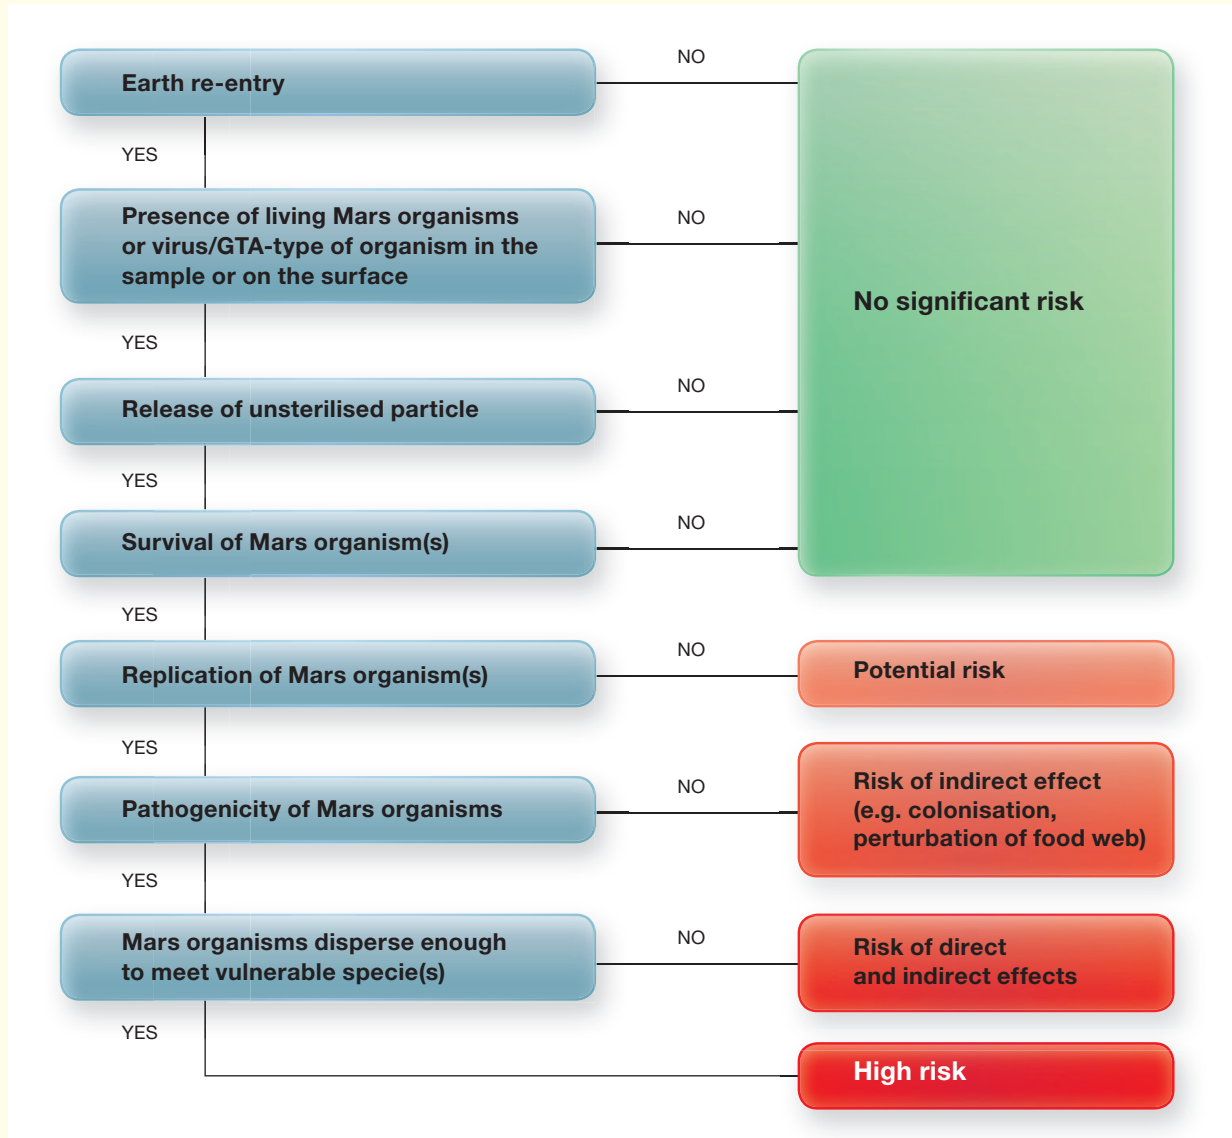 Earth re-entry
NO
YES
Presence of living Mars organisms
or virus/GTA-type of organism in the
sample or on the surface
NO
No significant risk
YES
Release of unsterilised particle
NO
YES
Survival of Mars organism(s)
NO
YES
Replication of Mars organism(s)
NO
Potential risk
YES
Pathogenicity of Mars organisms
NO
Risk of indirect effect
(e.g. colonisation,
perturbation of food web)
YES
Mars organisms disperse enough
to meet vulnerable specie(s)
NO
Risk of direct
and indirect effects
YES
High risk